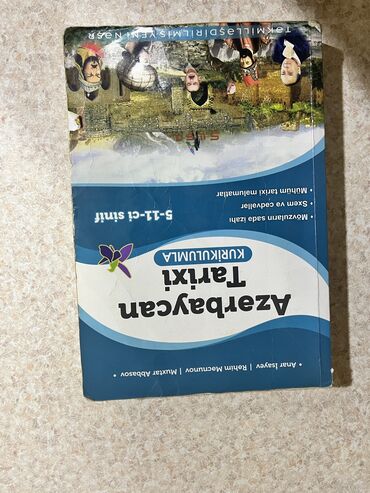 • Anar İsayev | Rəhim Məcnunov | Muxtar Abbasov
Azərbaycan
Tarixi
KURİKULUMLA
• Mövzuların sadə izahı
• Sxem və cədvəllər
• Mühüm tarixi məlumatlar
5-11-ci sinif
TƏKMİLLƏŞDİRİLMİŞ YENİ NƏŞR